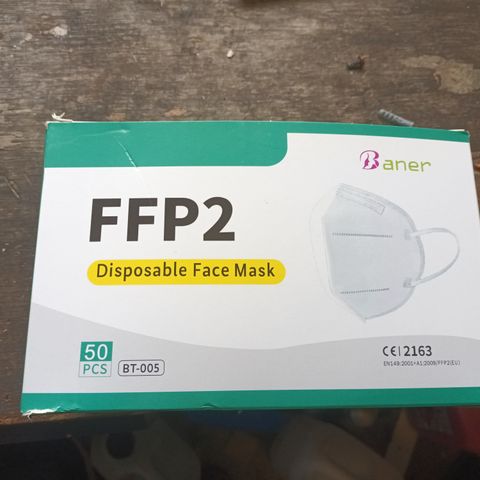 Baner
FFP2
Disposable Face Mask
50
PCS
BT-005
CE 2163
EN149:2001+A1:2009/FFP2(EU)